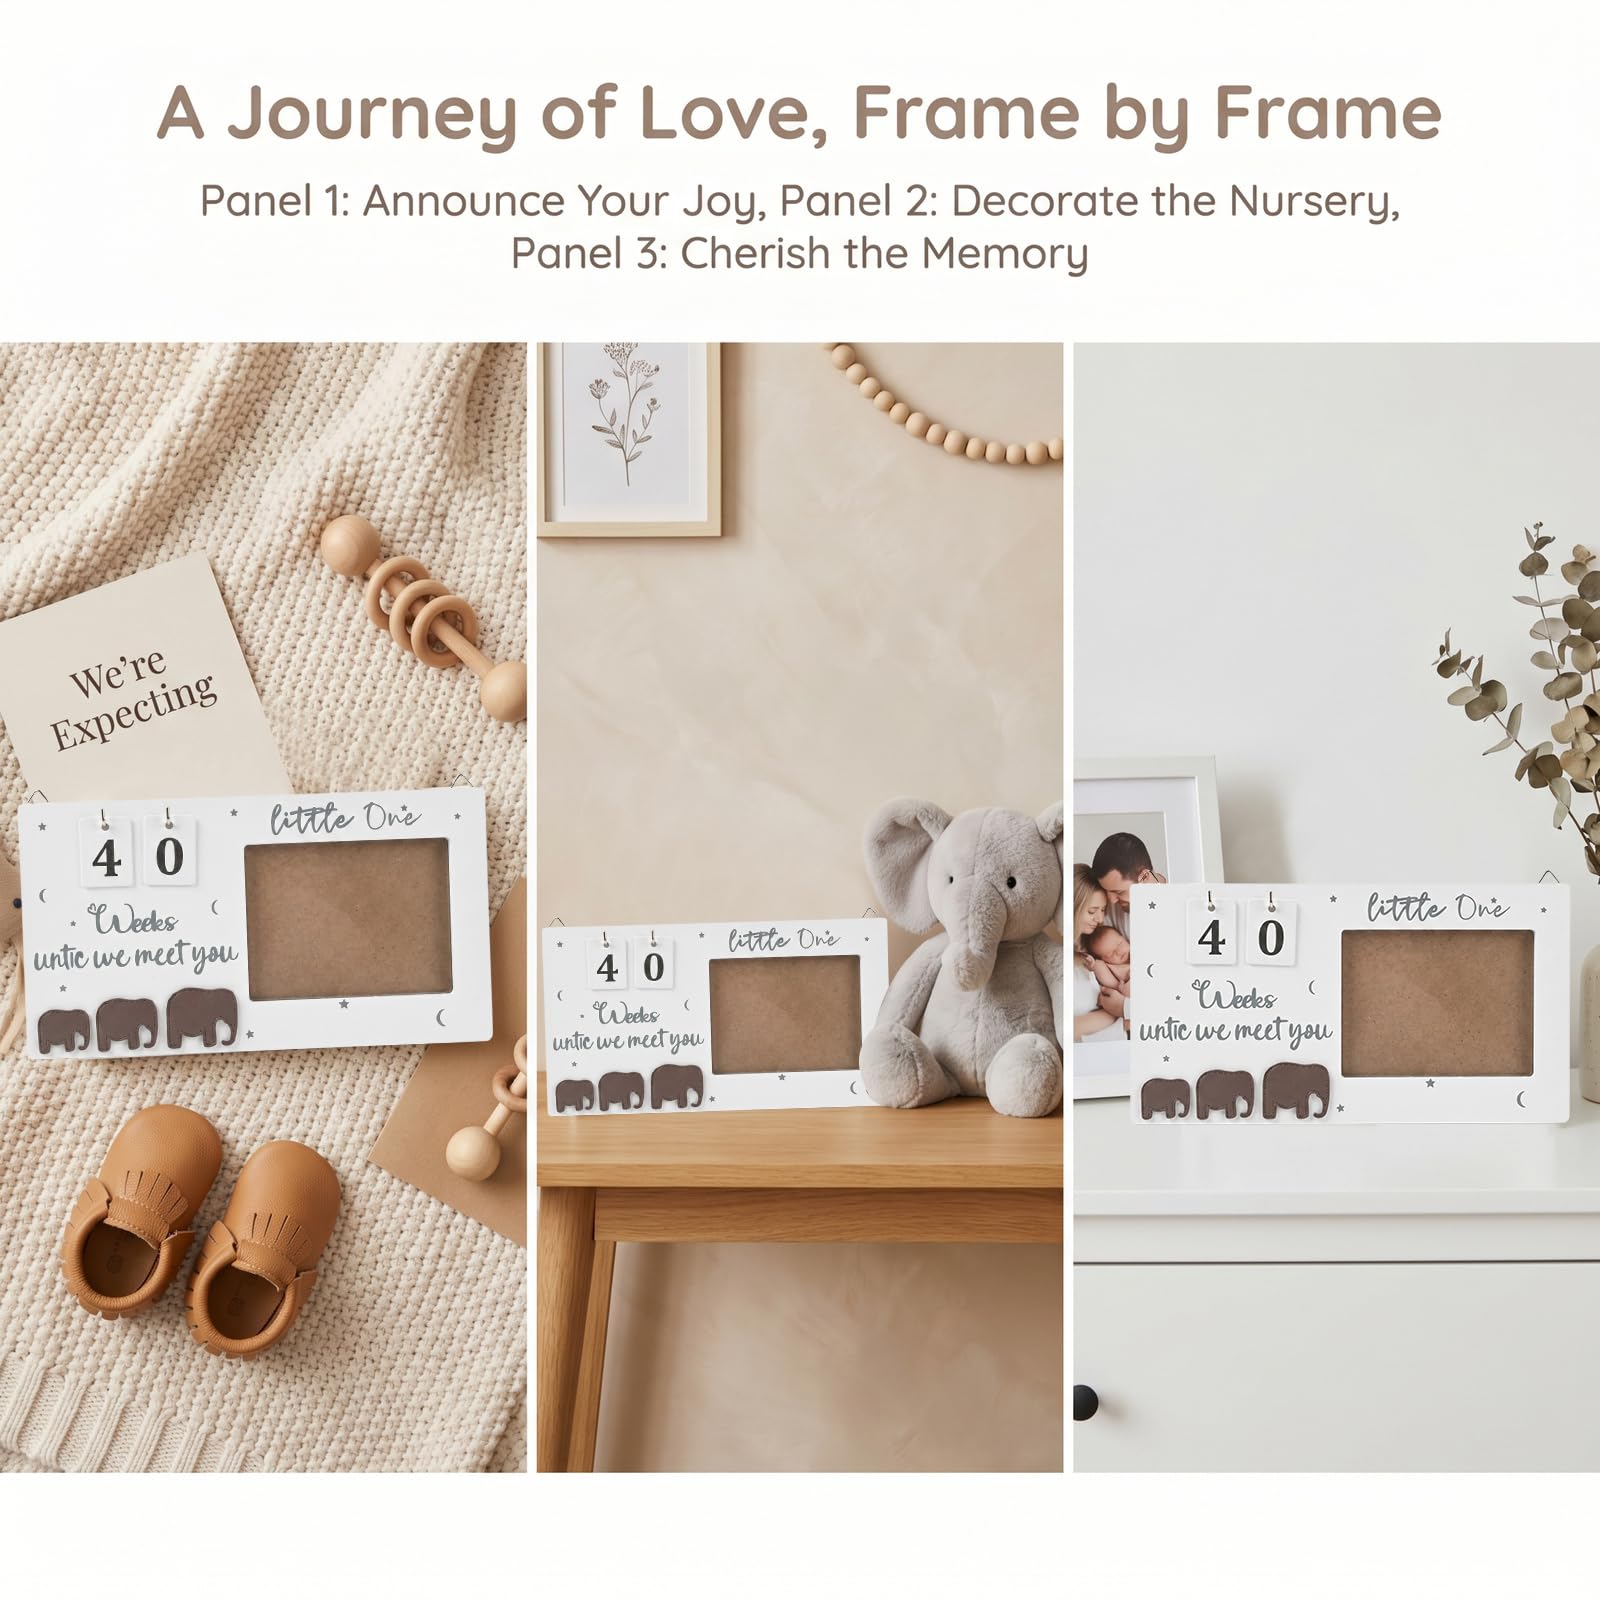 A Journey of Love, Frame by Frame
Panel 1: Announce Your Joy, Panel 2: Decorate the Nursery,
Panel 3: Cherish the Memory
We're
Expecting
4 0
Weeks
untic we meet you
little One
4 0
Weeks
untic we meet you
little One
4 0
Weeks
untic we meet you
little One